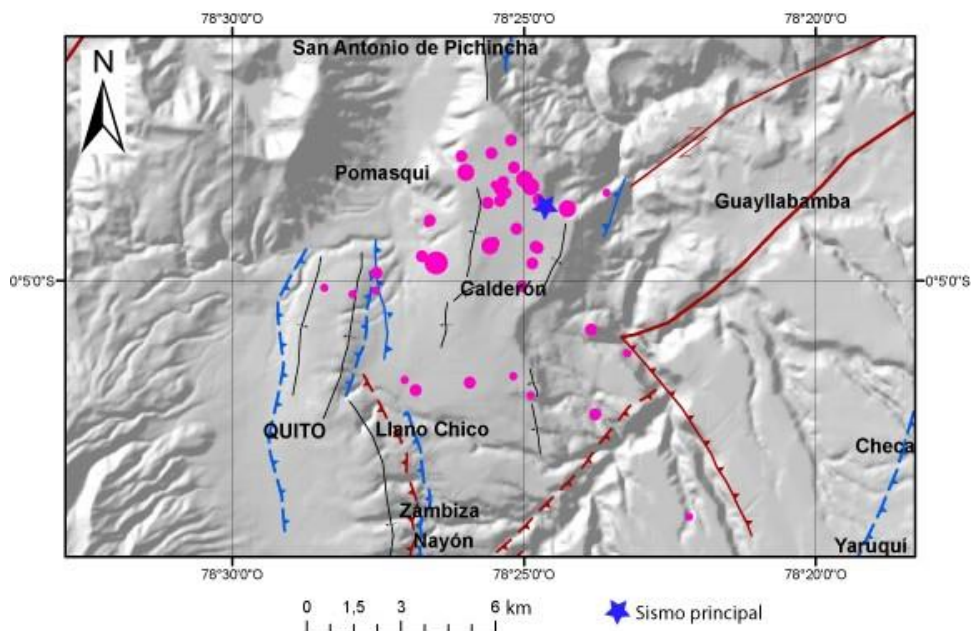 78°30'0"O 78°25'0"O 78°20'0"O
San Antonio de Pichincha
N
Pomasqui
Guayllabamba
0°5'0"S 0°5'0"S
Calderón
QUITO
Llano Chico
Checa
Zámbiza
Nayón
Yaruquí
78°30'0"O 78°25'0"O 78°20'0"O
0 1,5 3 6 km
Sismo principal